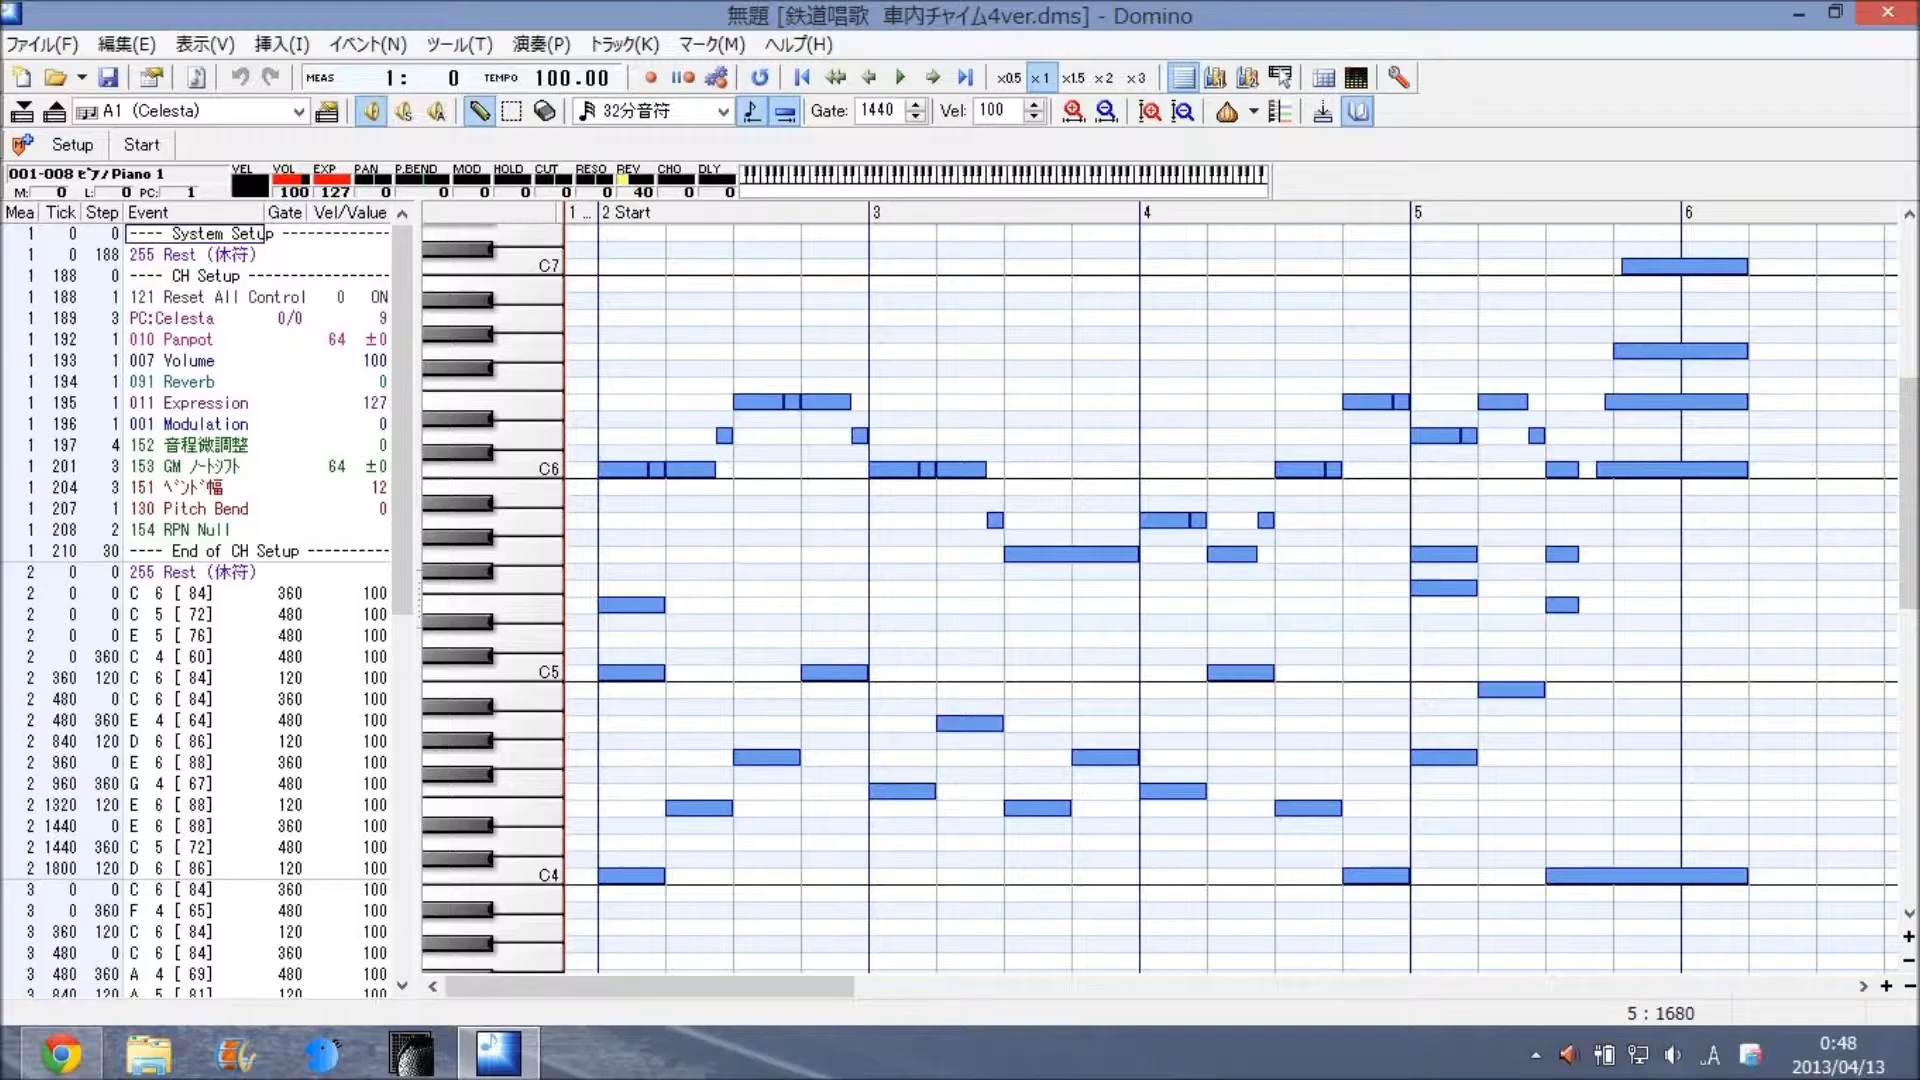 無題 [鉄道唱歌　車内チャイム4ver.dms] - Domino
ファイル(F) 編集(E) 表示(V) 挿入(I) イベント(N) ツール(T) 演奏(P) トラック(K) マーク(M) ヘルプ(H)
MEAS 1: 0 TEMPO 100.00 x0.5 x1 x1.5 x2 x3
A1 (Celesta) 32分音符 Gate: 1440 Vel: 100
Setup Start
001-008 ﾋﾟｱﾉ/Piano 1 VEL VOL EXP PAN P.BEND MOD HOLD CUT RESO REV CHO DLY
M: 0 L: 0 PC: 1 100 127 0 0 0 0 0 0 40 0 0
Mea Tick Step Event Gate Vel/Value 1 ... 2 Start 3 4 5 6
1 0 0 ---- System Setup ------------
1 0 188 255 Rest (休符)
1 188 0 ---- CH Setup ----------------
1 188 1 121 Reset All Control 0 ON
1 189 3 PC:Celesta 0/0 9
1 192 1 010 Panpot 64 ±0
1 193 1 007 Volume 100
1 194 1 091 Reverb 0
1 195 1 011 Expression 127
1 196 1 001 Modulation 0
1 197 4 152 音程微調整 0
1 201 3 153 GM ﾉｰﾄｼﾌﾄ 64 ±0
1 204 3 151 ﾍﾞﾝﾄﾞ幅 12
1 207 1 130 Pitch Bend 0
1 208 2 154 RPN Null
1 210 30 ---- End of CH Setup ---------
2 0 0 255 Rest (休符)
2 0 0 C 6 [ 84] 360 100
2 0 0 C 5 [ 72] 480 100
2 0 0 E 5 [ 76] 480 100
2 0 360 C 4 [ 60] 480 100
2 360 120 C 6 [ 84] 120 100
2 480 0 C 6 [ 84] 360 100
2 480 360 E 4 [ 64] 480 100
2 840 120 D 6 [ 86] 120 100
2 960 0 E 6 [ 88] 360 100
2 960 360 G 4 [ 67] 480 100
2 1320 120 E 6 [ 88] 120 100
2 1440 0 E 6 [ 88] 360 100
2 1440 360 C 5 [ 72] 480 100
2 1800 120 D 6 [ 86] 120 100
3 0 0 C 6 [ 84] 360 100
3 0 360 F 4 [ 65] 480 100
3 360 120 C 6 [ 84] 120 100
3 480 0 C 6 [ 84] 360 100
3 480 360 A 4 [ 69] 480 100
3 840 120 A 5 [ 81] 120 100
C7
C6
C5
C4
5 : 1680
A 0:48
2013/04/13